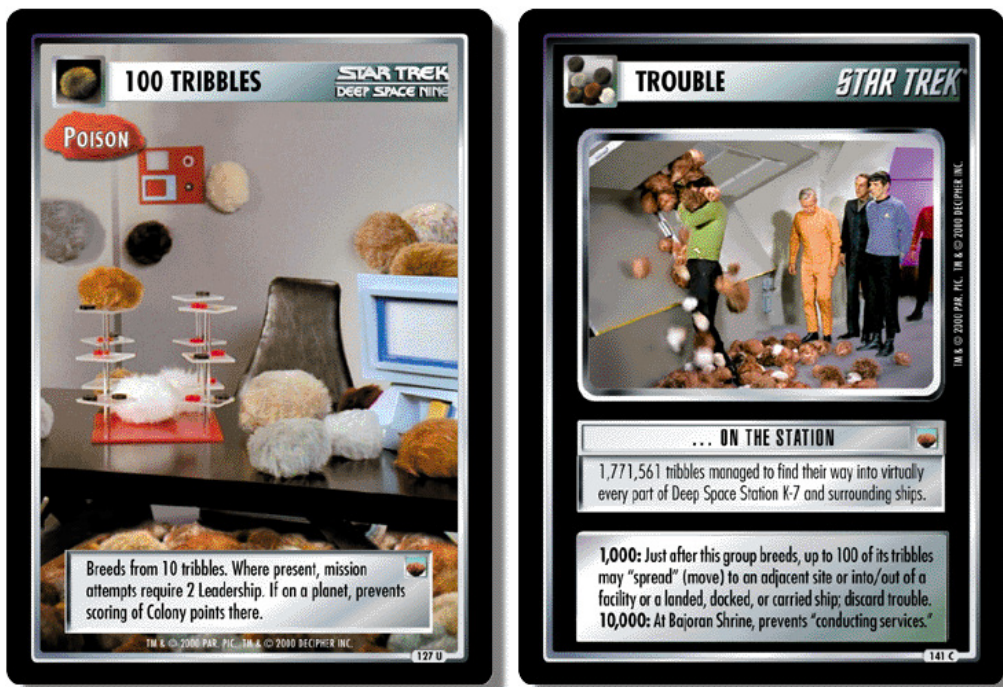 100 TRIBBLES
STAR TREK
DEEP SPACE NINE
POISON
Breeds from 10 tribbles. Where present, mission
attempts require 2 Leadership. If on a planet, prevents
scoring of Colony points there.
TM & © 2000 PAR. PIC. TM & © 2000 DECIPHER INC.
127 U
TROUBLE
STAR TREK®
TM & © 2000 PAR. PIC. TM & © 2000 DECIPHER INC.
... ON THE STATION
1,771,561 tribbles managed to find their way into virtually
every part of Deep Space Station K-7 and surrounding ships.
1,000: Just after this group breeds, up to 100 of its tribbles
may "spread" (move) to an adjacent site or into/out of a
facility or a landed, docked, or carried ship; discard trouble.
10,000: At Bajoran Shrine, prevents "conducting services."
141 C